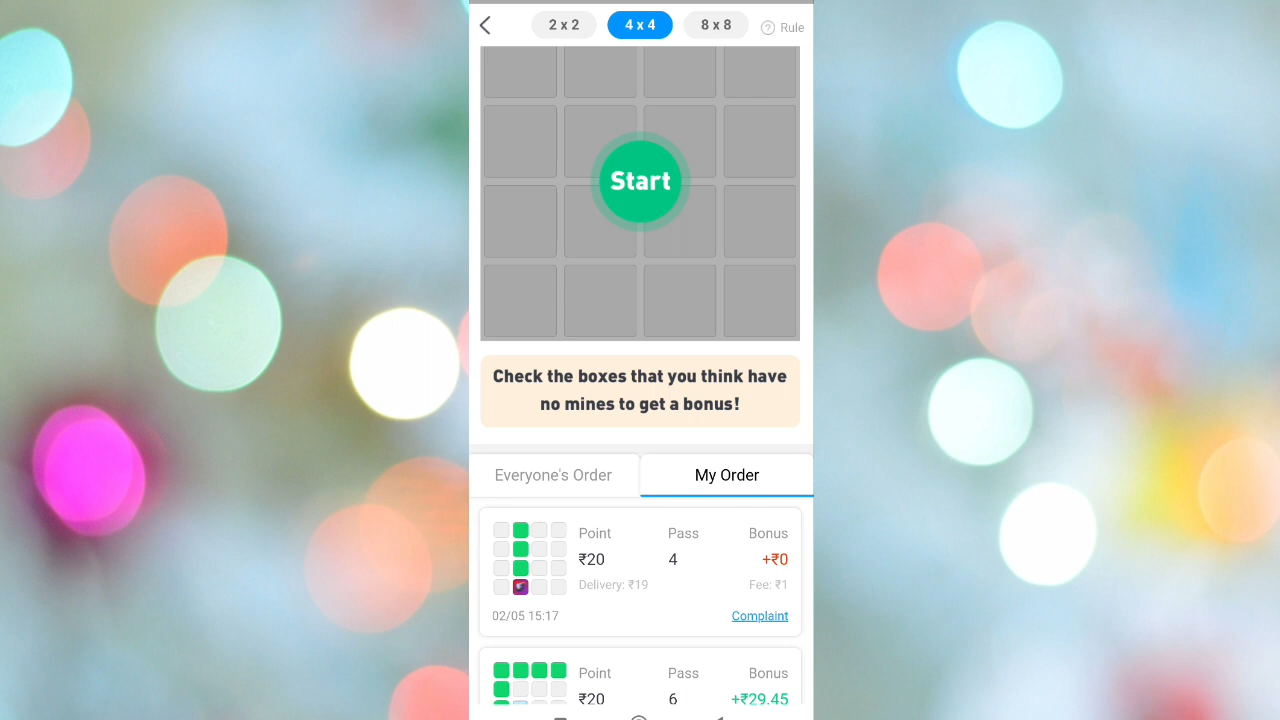 2 x 2 4 x 4 8 x 8 ? Rule
Start
Check the boxes that you think have
no mines to get a bonus!
Everyone's Order My Order
Point Pass Bonus
₹20 4 +₹0
Delivery: ₹19 Fee: ₹1
02/05 15:17 Complaint
Point Pass Bonus
₹20 6 +₹29.45